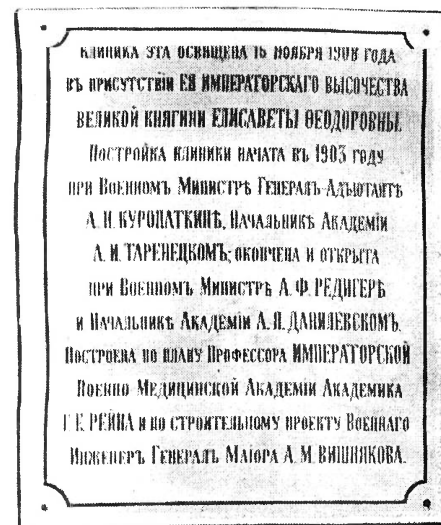 КЛИНИКА ЭТА ОСВЯЩЕНА 16 НОЯБРЯ 1908 ГОДА
ВЪ ПРИСУТСТВІИ ЕЯ ИМПЕРАТОРСКАГО ВЫСОЧЕСТВА
ВЕЛИКОЙ КНЯГИНИ ЕЛИСАВЕТЫ ѲЕОДОРОВНЫ.
ПОСТРОЙКА КЛИНИКИ НАЧАТА ВЪ 1903 ГОДУ
ПРИ ВОЕННОМЪ МИНИСТРѢ ГЕНЕРАЛЪ-АДЪЮТАНТѢ
А. Н. КУРОПАТКИНѢ, НАЧАЛЬНИКѢ АКАДЕМІИ
А. И. ТАРЕНЕЦКОМЪ; ОКОНЧЕНА И ОТКРЫТА
ПРИ ВОЕННОМЪ МИНИСТРѢ А. Ф. РЕДИГЕРѢ
И НАЧАЛЬНИКѢ АКАДЕМІИ А. Я. ДАНИЛЕВСКОМЪ.
ПОСТРОЕНА ПО ПЛАНУ ПРОФЕССОРА ИМПЕРАТОРСКОЙ
ВОЕННО МЕДИЦИНСКОЙ АКАДЕМІИ АКАДЕМИКА
Г. Е. РЕЙНА И ПО СТРОИТЕЛЬНОМУ ПРОЕКТУ ВОЕННАГО
ИНЖЕНЕРЪ ГЕНЕРАЛЪ МАІОРА А. М. ВИШНЯКОВА.